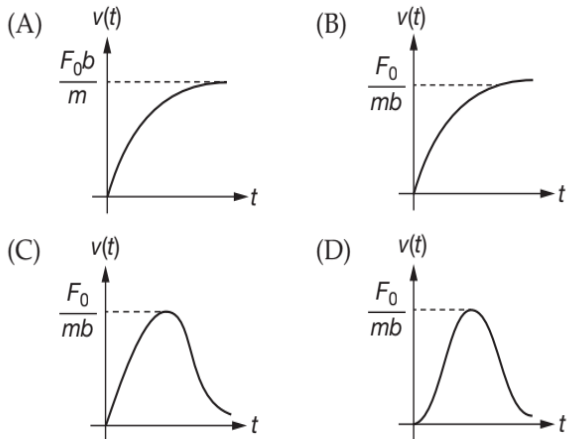 (A) v(t)
F₀b
m
t
(B) v(t)
F₀
mb
t
(C) v(t)
F₀
mb
t
(D) v(t)
F₀
mb
t